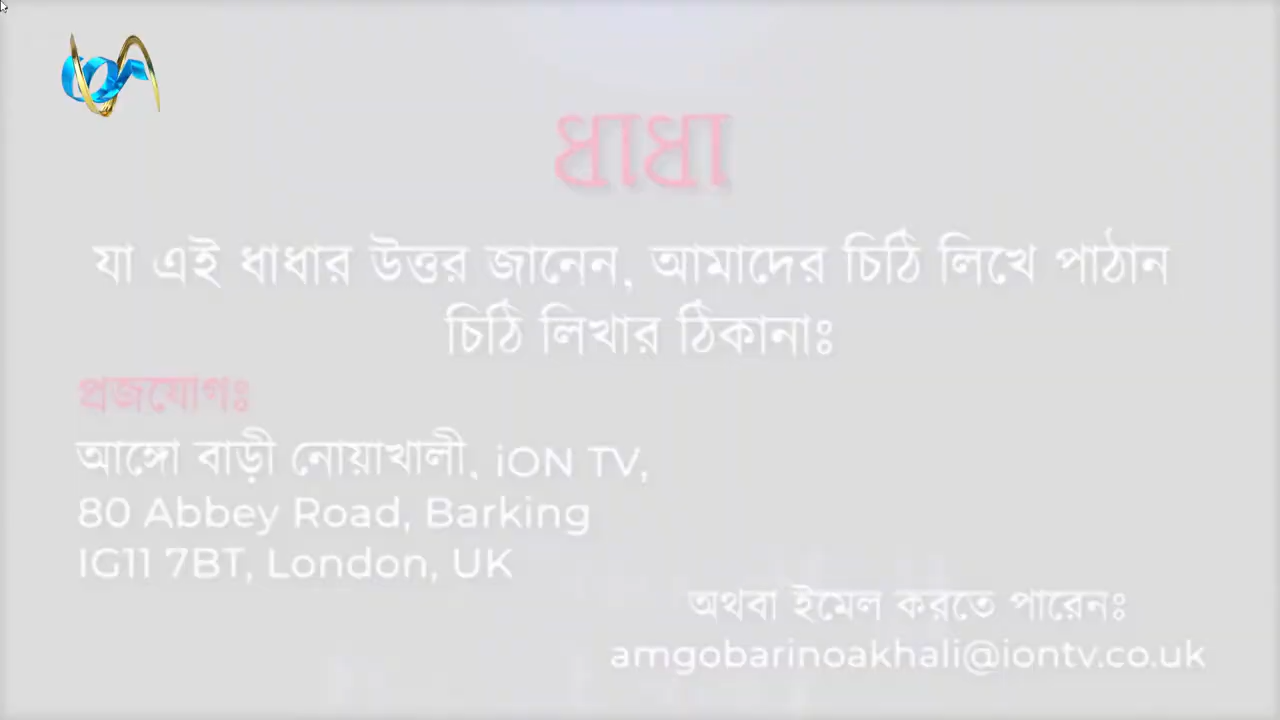 ধাধা
যা এই ধাধার উত্তর জানেন, আমাদের চিঠি লিখে পাঠান
চিঠি লিখার ঠিকানাঃ
প্রজযোগঃ
আঙ্গো বাড়ী নোয়াখালী, iON TV,
80 Abbey Road, Barking
IG11 7BT, London, UK
অথবা ইমেল করতে পারেনঃ
amgobarinoakhali@iontv.co.uk